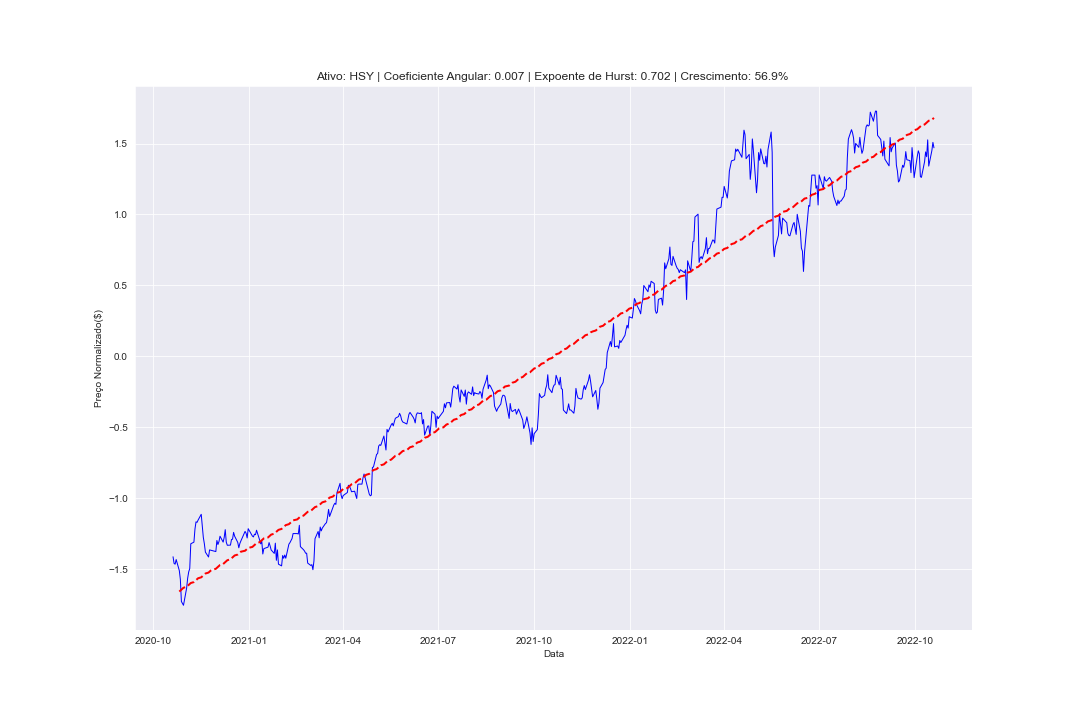 Ativo: HSY | Coeficiente Angular: 0.007 | Expoente de Hurst: 0.702 | Crescimento: 56.9%
1.5
1.0
0.5
0.0
−0.5
−1.0
−1.5
Preço Normalizado($)
2020-10 2021-01 2021-04 2021-07 2021-10 2022-01 2022-04 2022-07 2022-10
Data